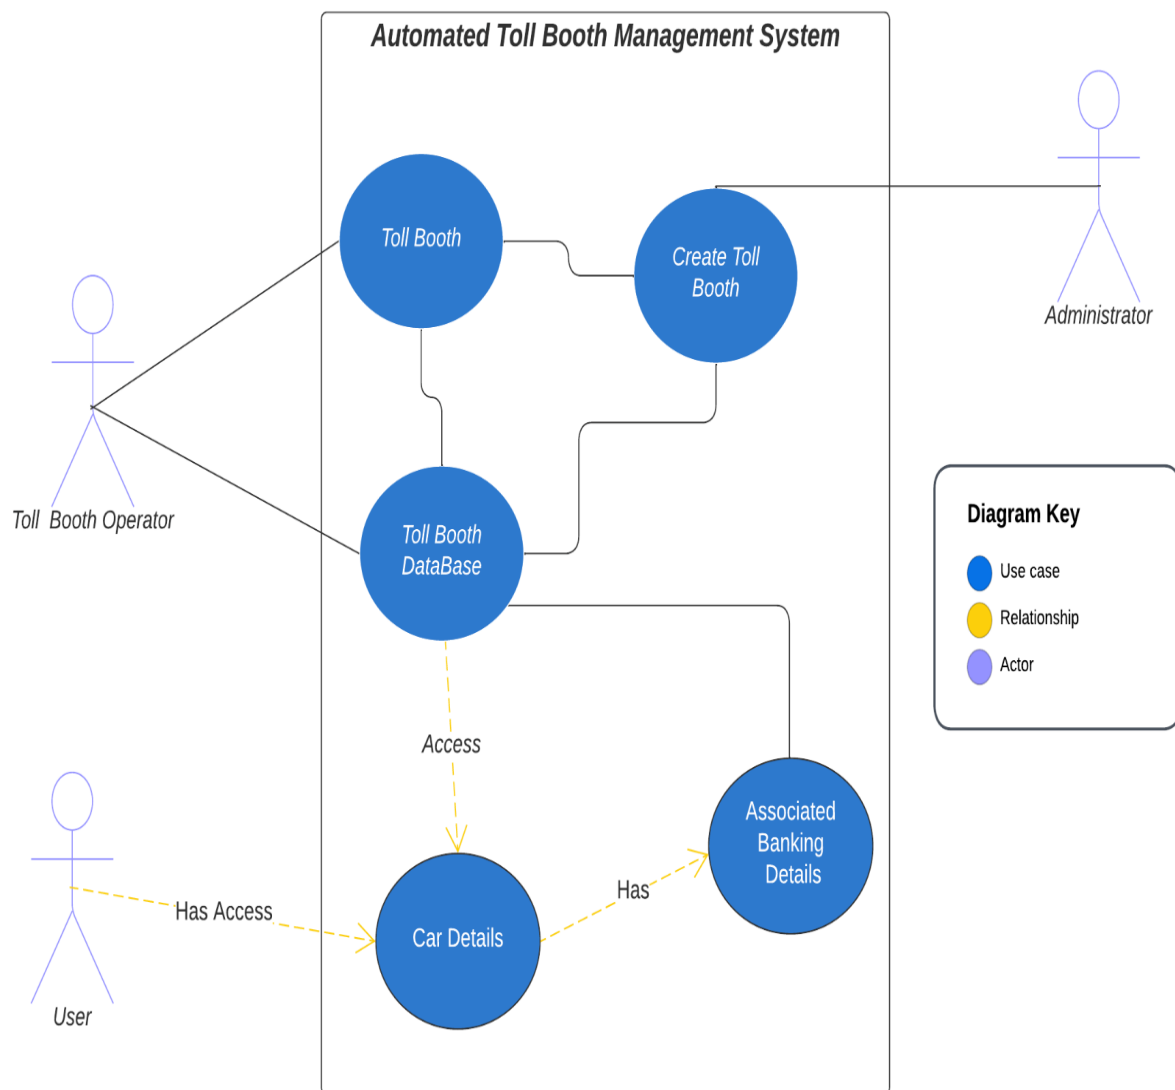 Automated Toll Booth Management System
Toll Booth
Create Toll
Booth
Administrator
Toll Booth Operator
Toll Booth
DataBase
Diagram Key
Use case
Relationship
Actor
Access
Associated
Banking
Details
Has
Has Access
Car Details
User